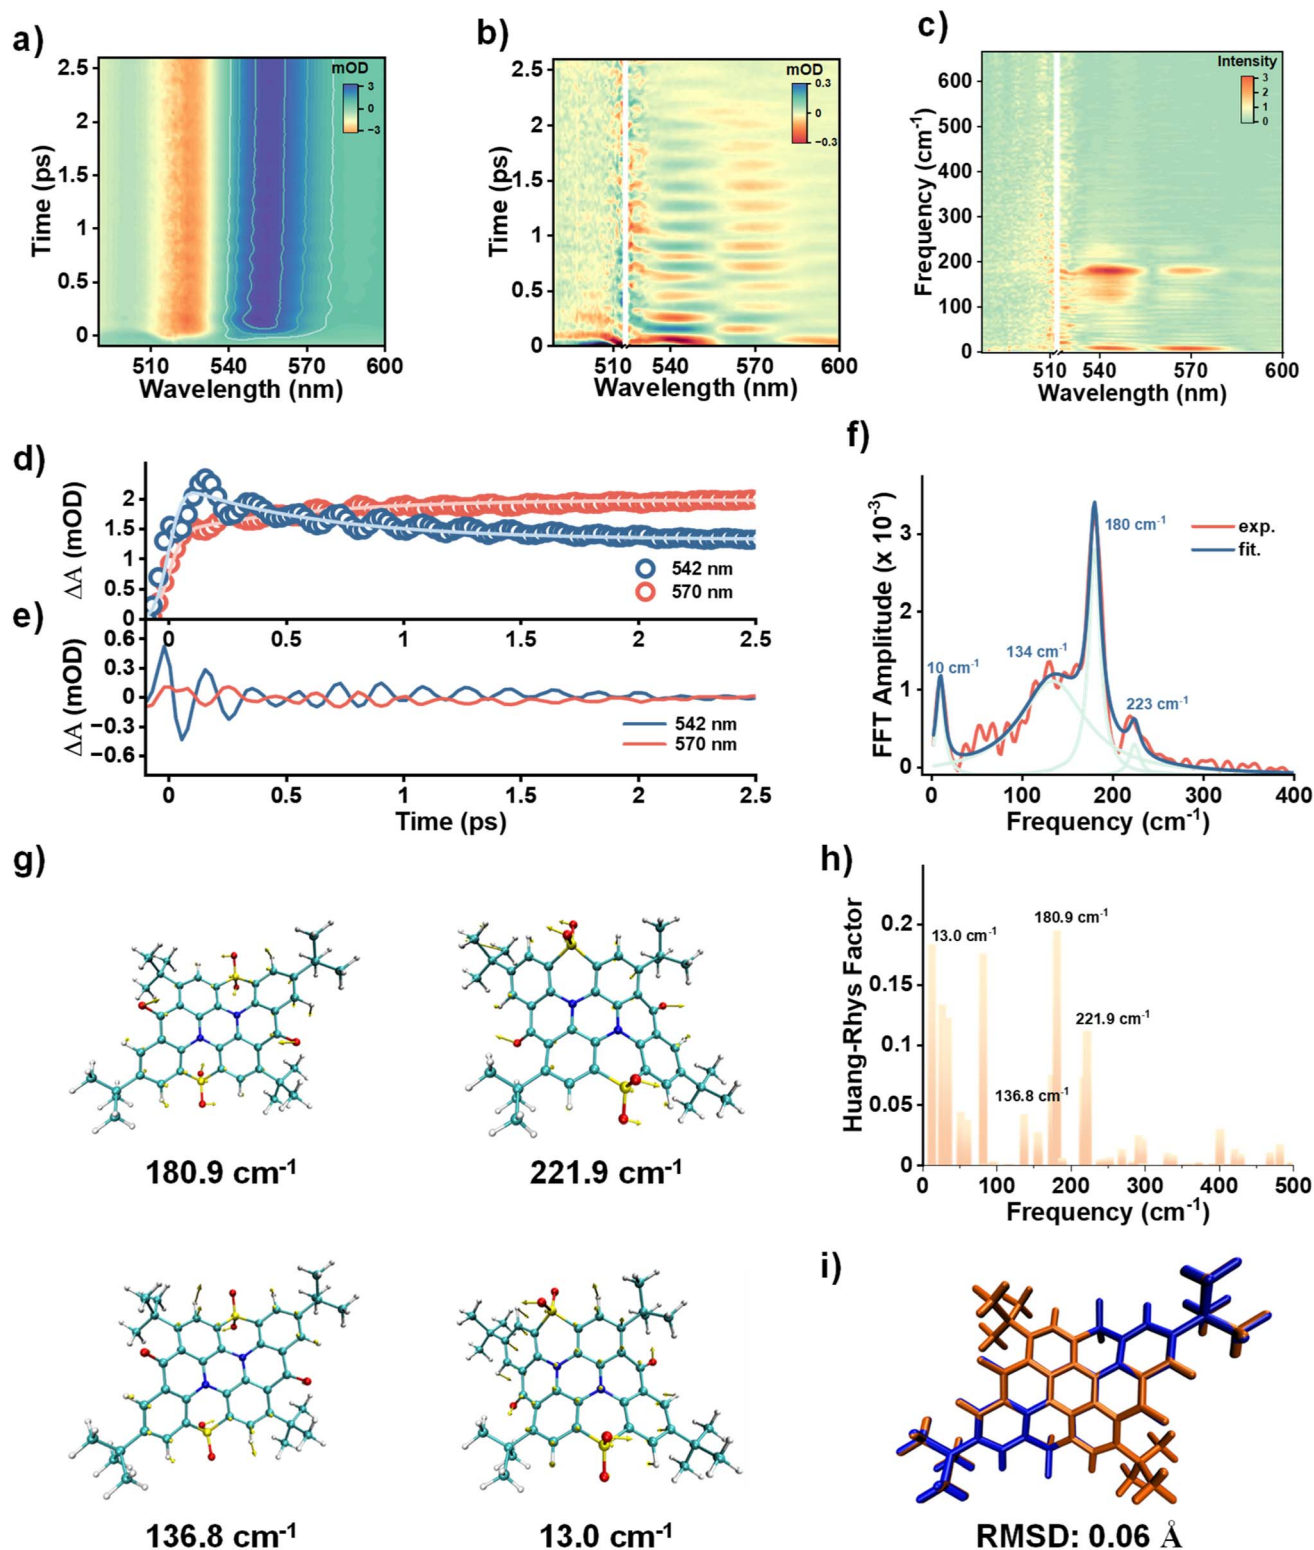 a)
mOD
3
0
−3
2.5
2
1.5
1
0.5
0
Time (ps)
510 540 570 600
Wavelength (nm)
b)
mOD
0.3
0
−0.3
2.5
2
1.5
1
0.5
0
Time (ps)
510 540 570 600
Wavelength (nm)
c)
Intensity
3
2
1
0
600
500
400
300
200
100
0
Frequency (cm-1)
510 540 570 600
Wavelength (nm)
d)
2
1.5
1
0.5
0
ΔA (mOD)
542 nm
570 nm
0 0.5 1 1.5 2 2.5
e)
0.6
0.3
0
−0.3
−0.6
ΔA (mOD)
542 nm
570 nm
0 0.5 1 1.5 2 2.5
Time (ps)
f)
FFT Amplitude (x 10-3)
3
2
1
0
180 cm-1
exp.
fit.
134 cm-1
10 cm-1
223 cm-1
0 100 200 300 400
Frequency (cm-1)
g)
180.9 cm-1
221.9 cm-1
136.8 cm-1
13.0 cm-1
h)
Huang-Rhys Factor
0.2
0.15
0.1
0.05
0
180.9 cm-1
13.0 cm-1
221.9 cm-1
136.8 cm-1
0 100 200 300 400 500
Frequency (cm-1)
i)
RMSD: 0.06 Å